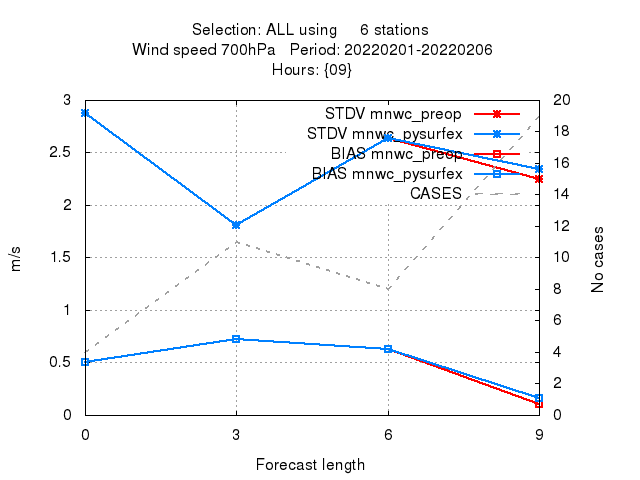 Selection: ALL using 6 stations
Wind speed 700hPa Period: 20220201-20220206
Hours: {09}
STDV mnwc_preop
STDV mnwc_pysurfex
BIAS mnwc_preop
BIAS mnwc_pysurfex
CASES
3
2.5
2
1.5
1
0.5
0
20
18
16
14
12
10
8
6
4
2
0
m/s
No cases
0 3 6 9
Forecast length